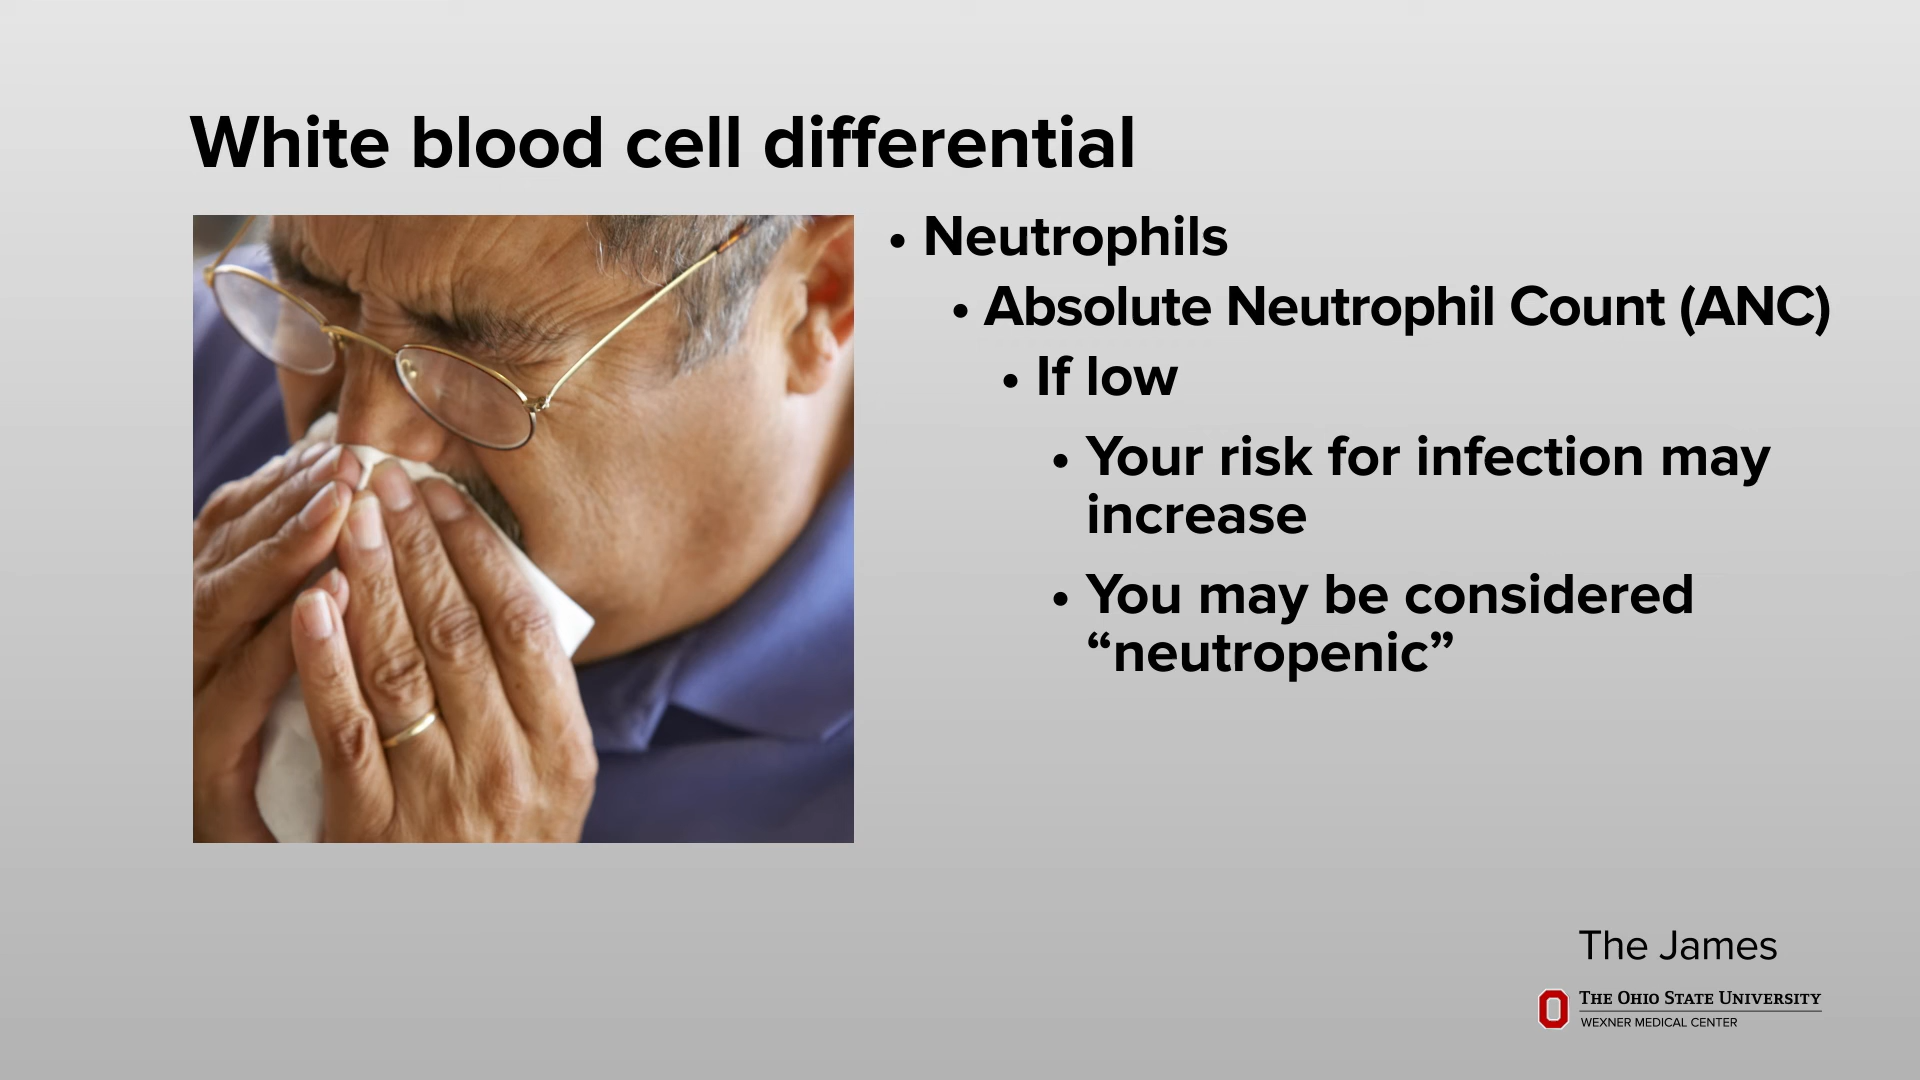 White blood cell differential
• Neutrophils
• Absolute Neutrophil Count (ANC)
• If low
• Your risk for infection may
increase
• You may be considered
“neutropenic”
The James
THE OHIO STATE UNIVERSITY
WEXNER MEDICAL CENTER